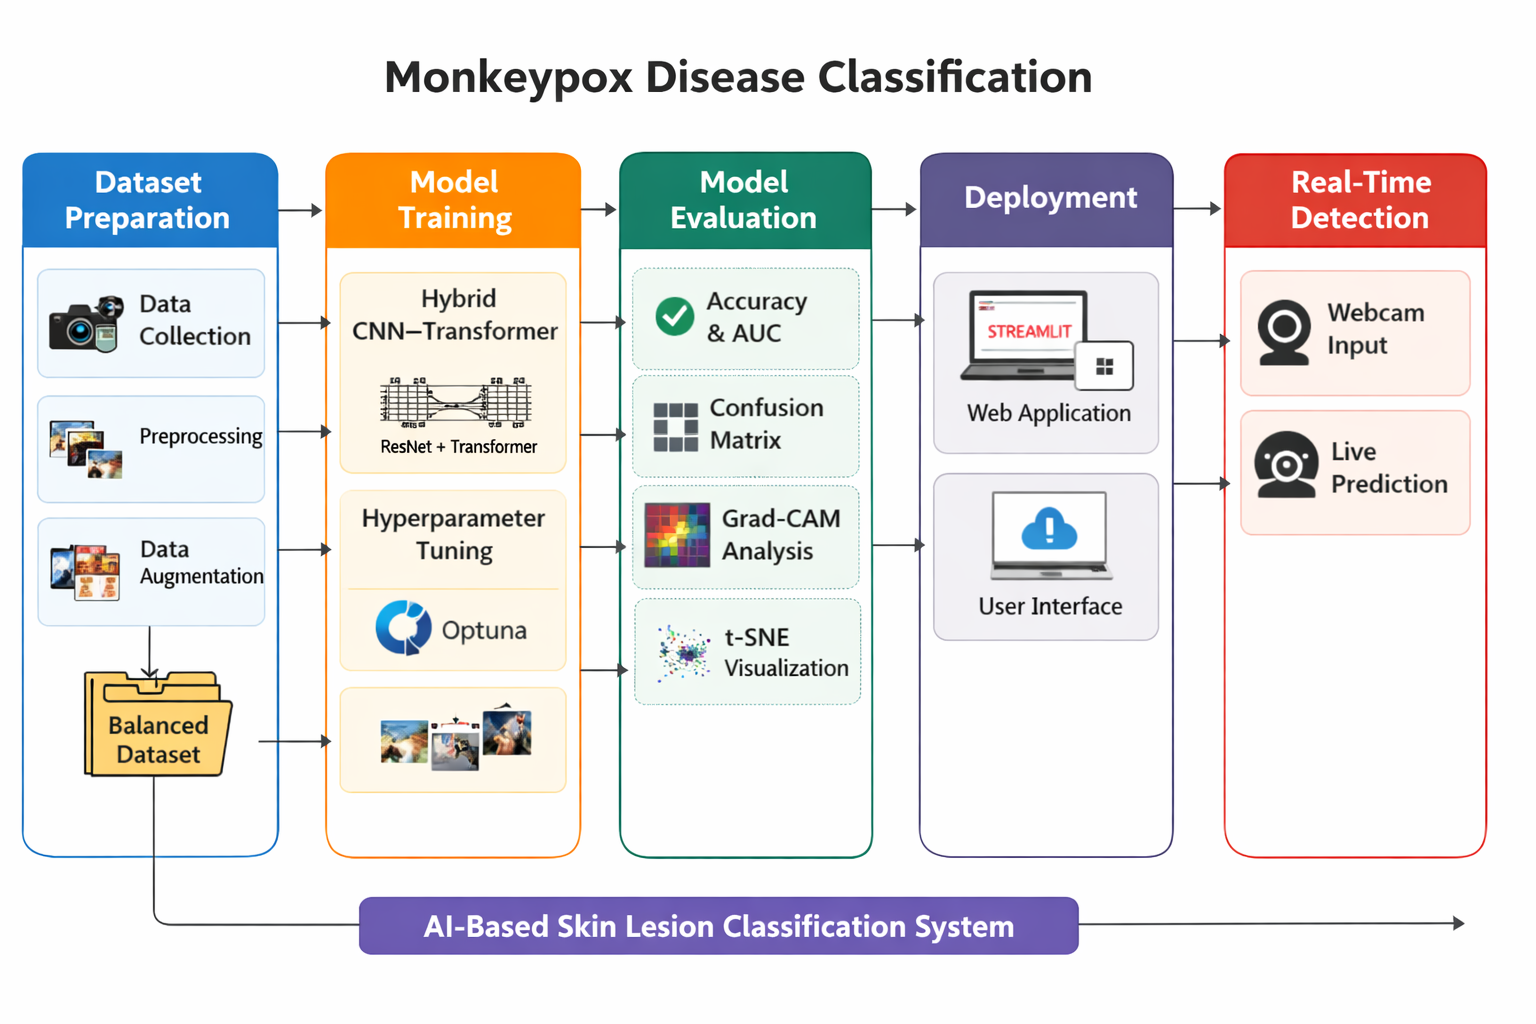 Monkeypox Disease Classification
Dataset
Preparation
Data
Collection
Preprocessing
Data
Augmentation
Balanced
Dataset
Model
Training
Hybrid
CNN–Transformer
ResNet + Transformer
Hyperparameter
Tuning
Optuna
Model
Evaluation
Accuracy
& AUC
Confusion
Matrix
Grad-CAM
Analysis
t-SNE
Visualization
Deployment
STREAMLIT
Web Application
User Interface
Real-Time
Detection
Webcam
Input
Live
Prediction
AI-Based Skin Lesion Classification System